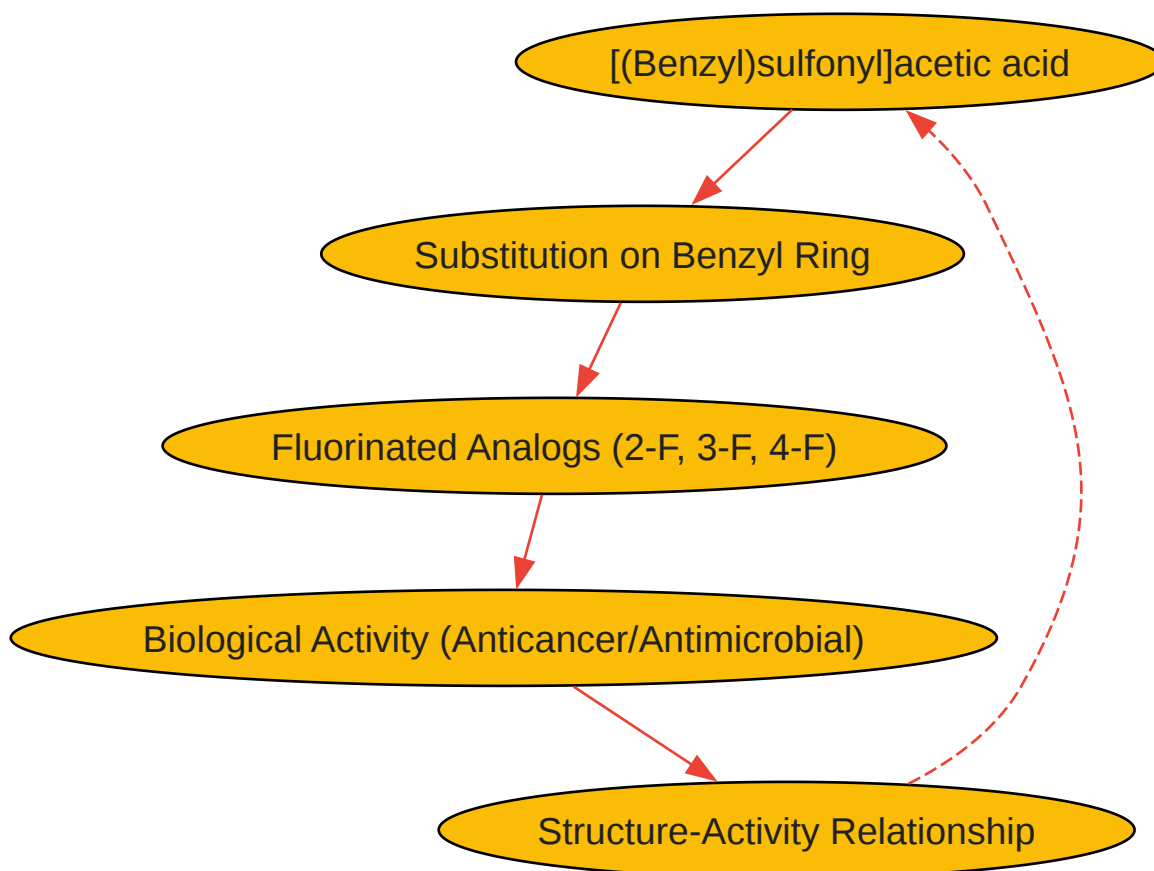 [(Benzyl)sulfonyl]acetic acid
Substitution on Benzyl Ring
Fluorinated Analogs (2-F, 3-F, 4-F)
Biological Activity (Anticancer/Antimicrobial)
Structure-Activity Relationship